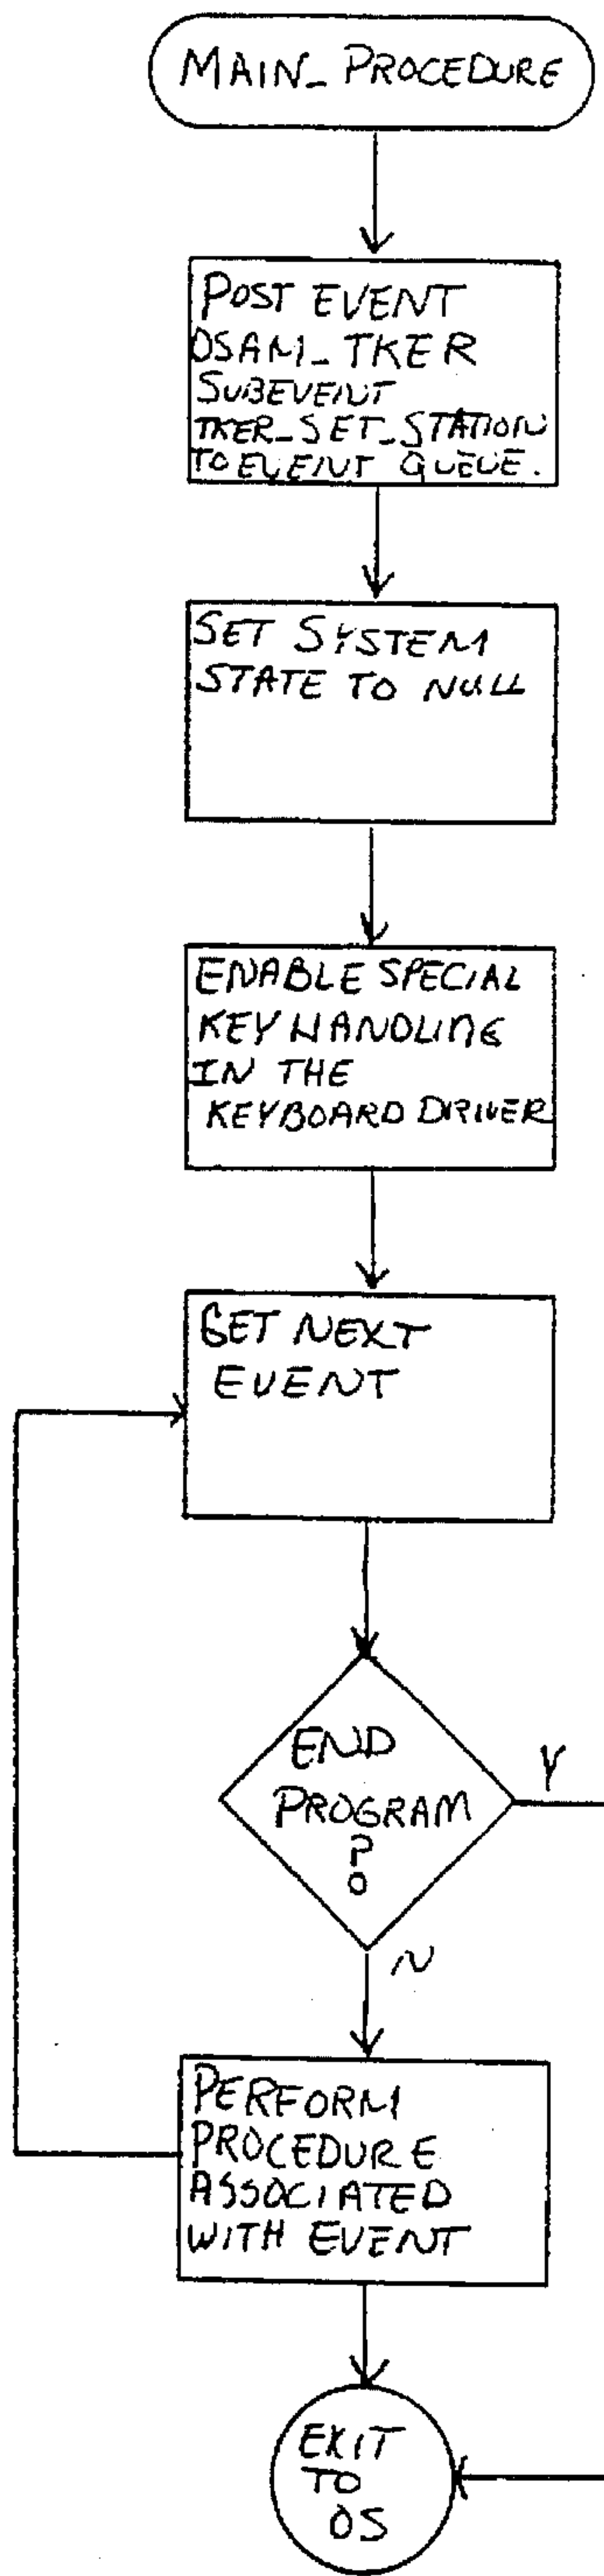 MAIN_PROCEDURE
POST EVENT
OSAM_TKER
SUBEVENT
TKER_SET_STATION
TO EVENT QUEUE.
SET SYSTEM
STATE TO NULL
ENABLE SPECIAL
KEY HANDLING
IN THE
KEYBOARD DRIVER
GET NEXT
EVENT
END
PROGRAM
?
Y
N
PERFORM
PROCEDURE
ASSOCIATED
WITH EVENT
EXIT
TO
OS